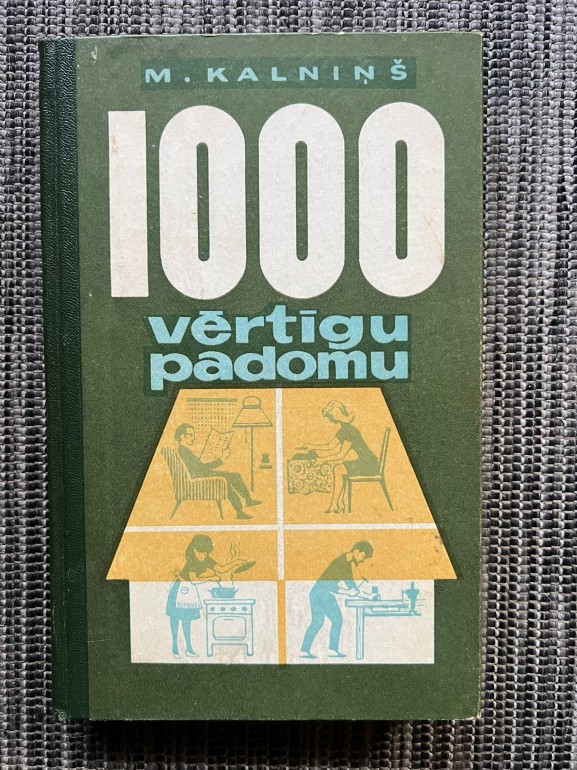 M. KALNIŅŠ
1000
vērtīgu
padomu